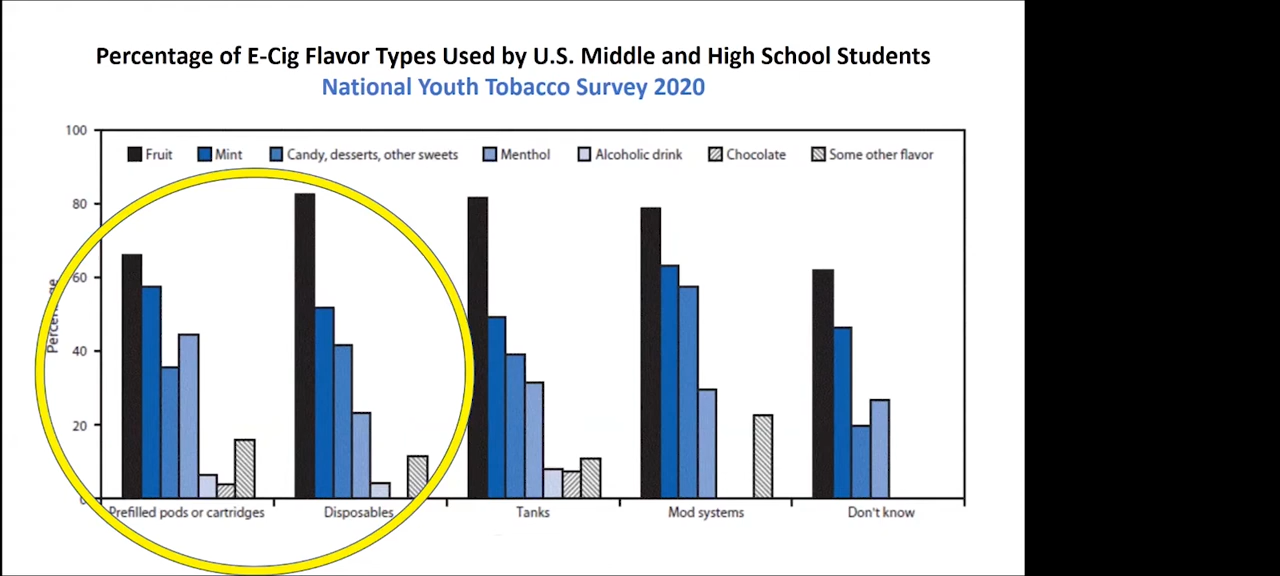 Percentage of E-Cig Flavor Types Used by U.S. Middle and High School Students
National Youth Tobacco Survey 2020
100
Fruit Mint Candy, desserts, other sweets Menthol Alcoholic drink Chocolate Some other flavor
80
60
Percentage
40
20
0
Prefilled pods or cartridges Disposables Tanks Mod systems Don't know